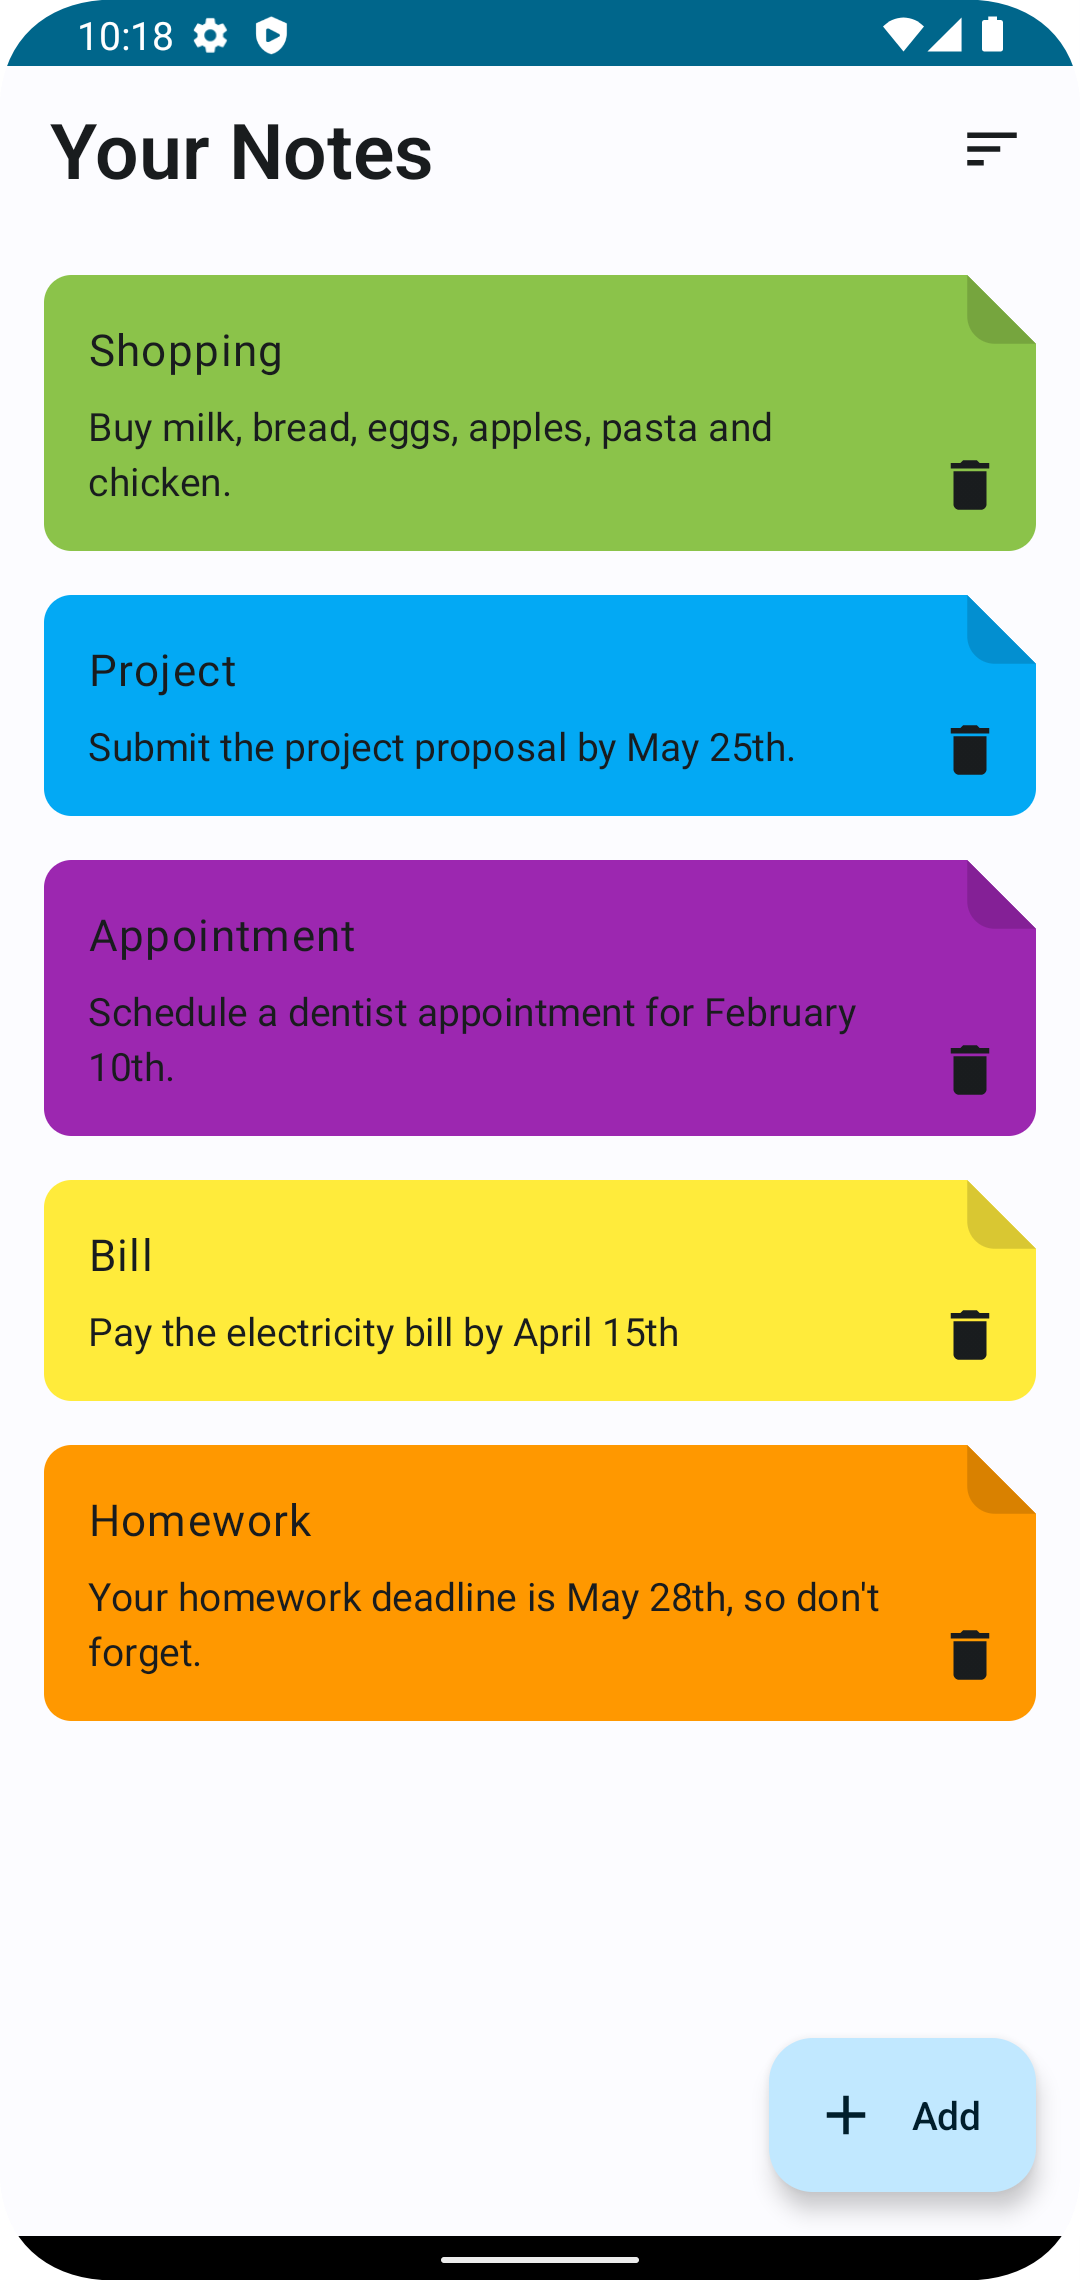 10:18
Your Notes
Shopping
Buy milk, bread, eggs, apples, pasta and
chicken.
Project
Submit the project proposal by May 25th.
Appointment
Schedule a dentist appointment for February
10th.
Bill
Pay the electricity bill by April 15th
Homework
Your homework deadline is May 28th, so don't
forget.
Add